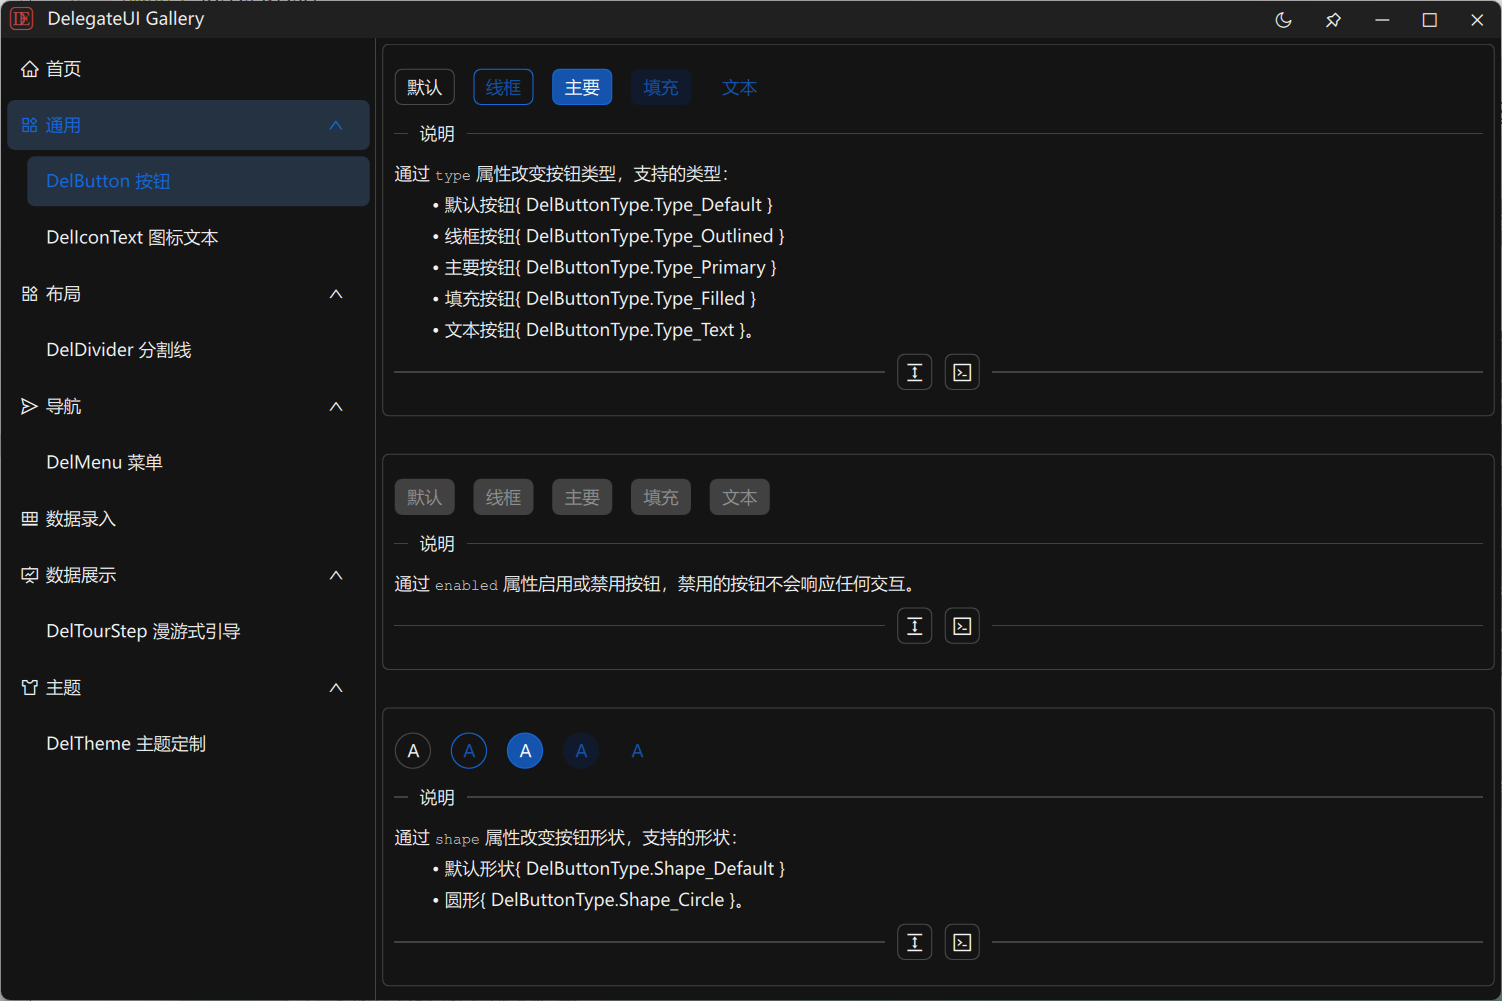 DelegateUI Gallery
首页
通用
DelButton 按钮
DelIconText 图标文本
布局
DelDivider 分割线
导航
DelMenu 菜单
数据录入
数据展示
DelTourStep 漫游式引导
主题
DelTheme 主题定制
默认 线框 主要 填充 文本
说明
通过 type 属性改变按钮类型，支持的类型：
• 默认按钮{ DelButtonType.Type_Default }
• 线框按钮{ DelButtonType.Type_Outlined }
• 主要按钮{ DelButtonType.Type_Primary }
• 填充按钮{ DelButtonType.Type_Filled }
• 文本按钮{ DelButtonType.Type_Text }。
默认 线框 主要 填充 文本
说明
通过 enabled 属性启用或禁用按钮，禁用的按钮不会响应任何交互。
A A A A A
说明
通过 shape 属性改变按钮形状，支持的形状：
• 默认形状{ DelButtonType.Shape_Default }
• 圆形{ DelButtonType.Shape_Circle }。